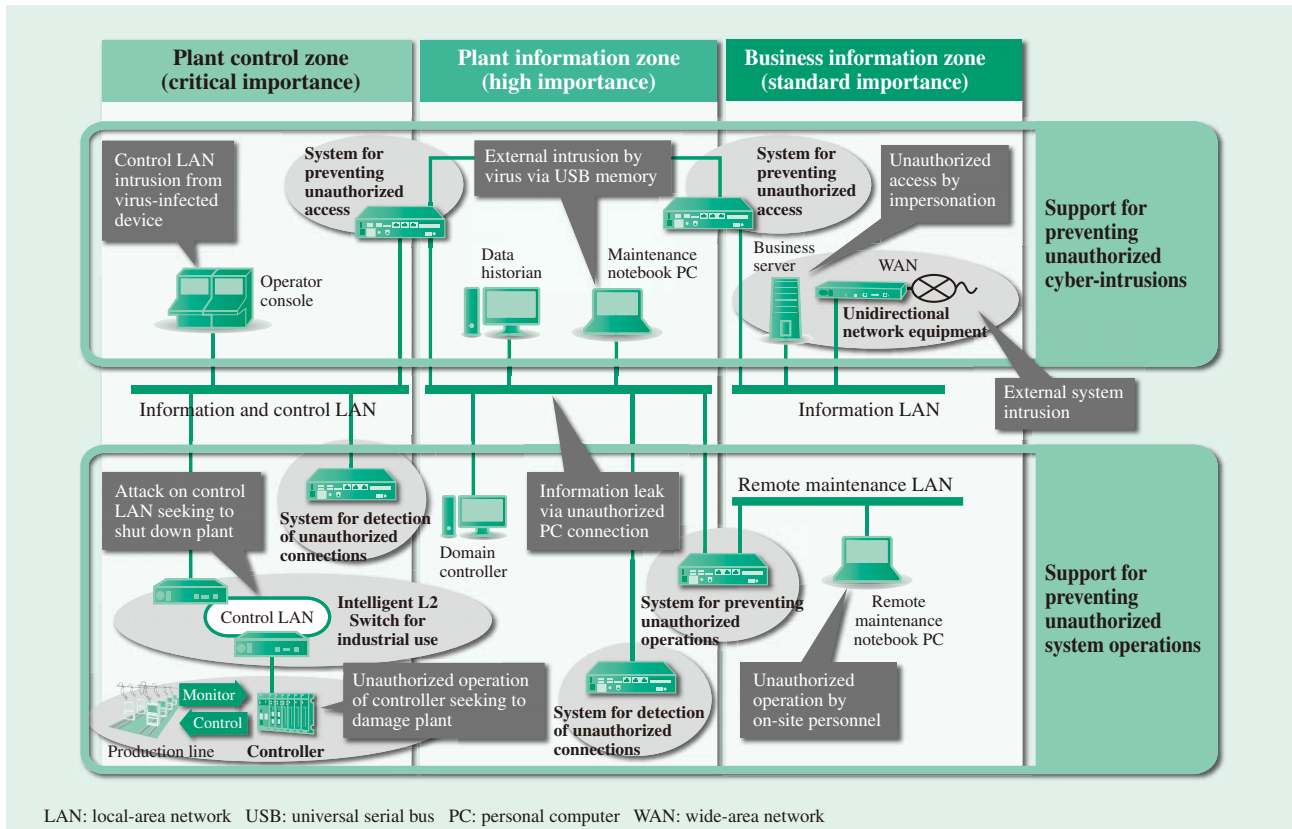 Plant control zone
(critical importance)
Plant information zone
(high importance)
Business information zone
(standard importance)
Control LAN
intrusion from
virus-infected
device
System for
preventing
unauthorized
access
External intrusion by
virus via USB memory
System for
preventing
unauthorized
access
Unauthorized
access by
impersonation
Support for
preventing
unauthorized
cyber-intrusions
Operator
console
Data
historian
Maintenance
notebook PC
Business
server
WAN
Unidirectional
network equipment
External system
intrusion
Information and control LAN
Information LAN
Attack on control
LAN seeking to
shut down plant
System for detection
of unauthorized
connections
Domain
controller
Information leak
via unauthorized
PC connection
Remote maintenance LAN
Control LAN
Intelligent L2
Switch for
industrial use
System for preventing
unauthorized
operations
Remote
maintenance
notebook PC
Support for
preventing
unauthorized
system operations
Monitor
Control
Production line
Controller
Unauthorized operation
of controller seeking to
damage plant
System for detection
of unauthorized
connections
Unauthorized
operation by
on-site personnel
LAN: local-area network USB: universal serial bus PC: personal computer WAN: wide-area network